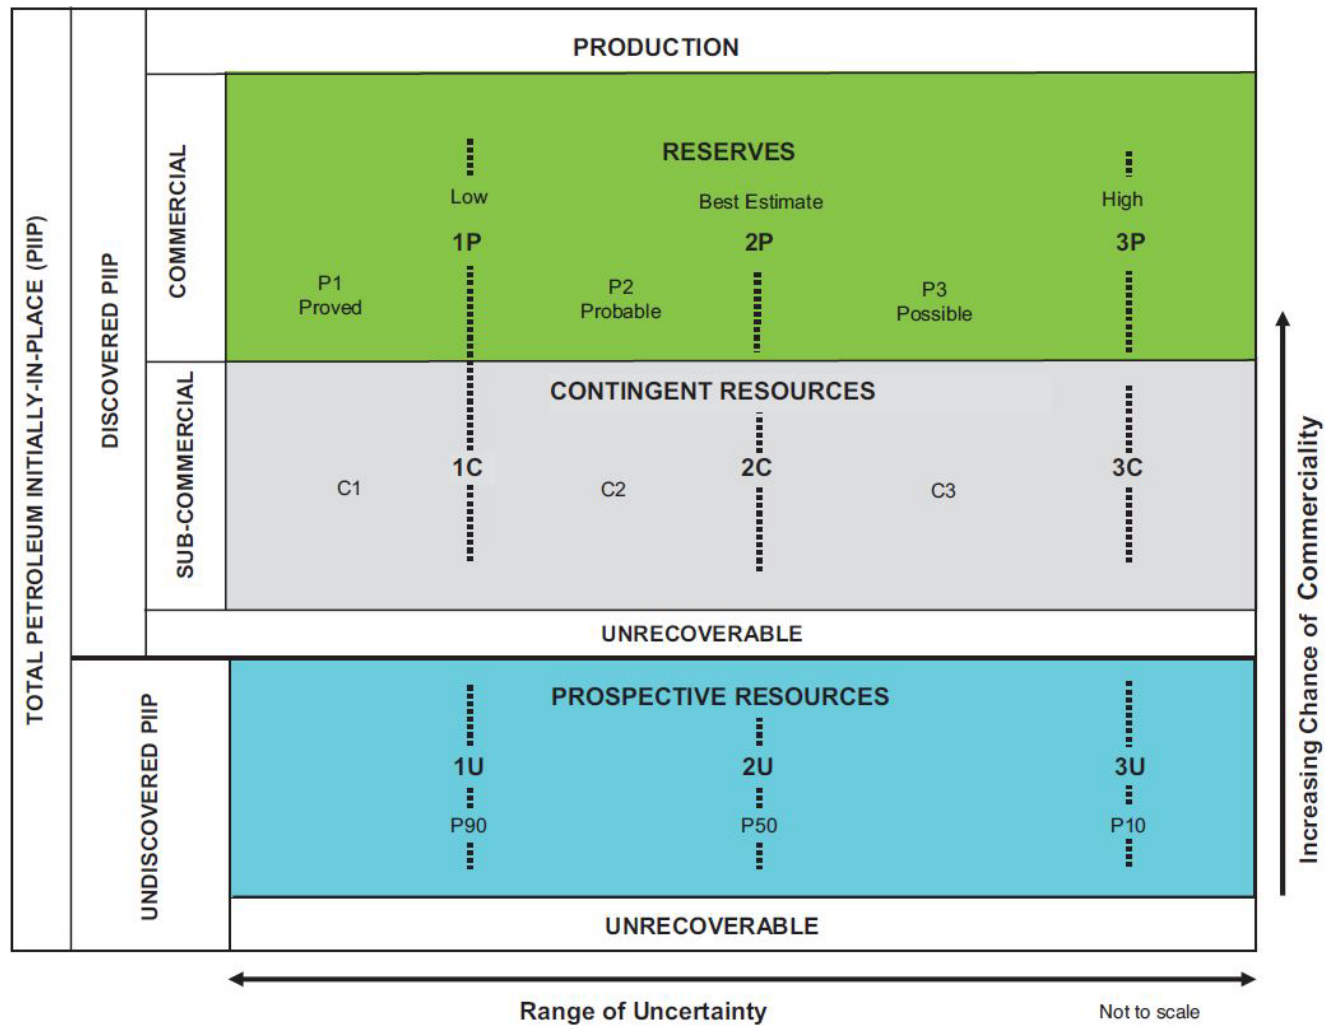 TOTAL PETROLEUM INITIALLY-IN-PLACE (PIIP)
DISCOVERED PIIP
UNDISCOVERED PIIP
COMMERCIAL
SUB-COMMERCIAL
PRODUCTION
RESERVES
Low
Best Estimate
High
1P
2P
3P
P1
Proved
P2
Probable
P3
Possible
CONTINGENT RESOURCES
1C
2C
3C
C1
C2
C3
UNRECOVERABLE
PROSPECTIVE RESOURCES
1U
2U
3U
P90
P50
P10
UNRECOVERABLE
Increasing Chance of Commerciality
Range of Uncertainty
Not to scale